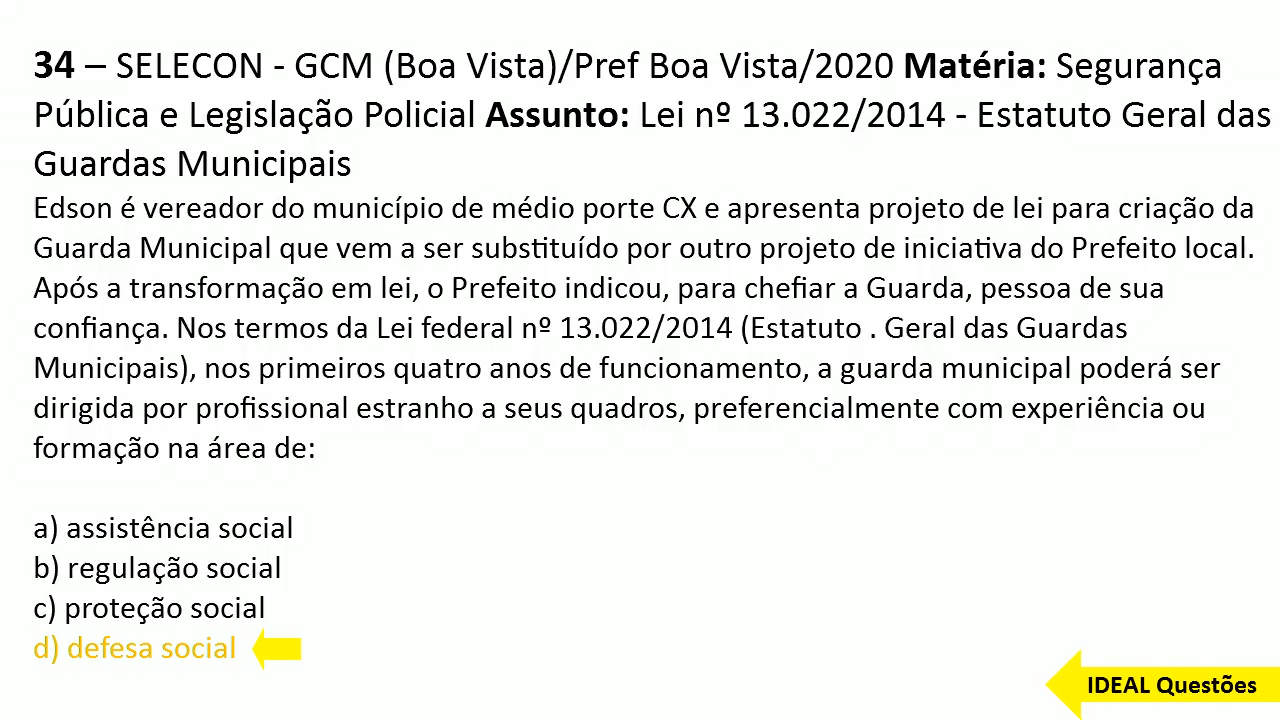 34 – SELECON - GCM (Boa Vista)/Pref Boa Vista/2020 Matéria: Segurança
Pública e Legislação Policial Assunto: Lei nº 13.022/2014 - Estatuto Geral das
Guardas Municipais
Edson é vereador do município de médio porte CX e apresenta projeto de lei para criação da
Guarda Municipal que vem a ser substituído por outro projeto de iniciativa do Prefeito local.
Após a transformação em lei, o Prefeito indicou, para chefiar a Guarda, pessoa de sua
confiança. Nos termos da Lei federal nº 13.022/2014 (Estatuto . Geral das Guardas
Municipais), nos primeiros quatro anos de funcionamento, a guarda municipal poderá ser
dirigida por profissional estranho a seus quadros, preferencialmente com experiência ou
formação na área de:
a) assistência social
b) regulação social
c) proteção social
d) defesa social
IDEAL Questões